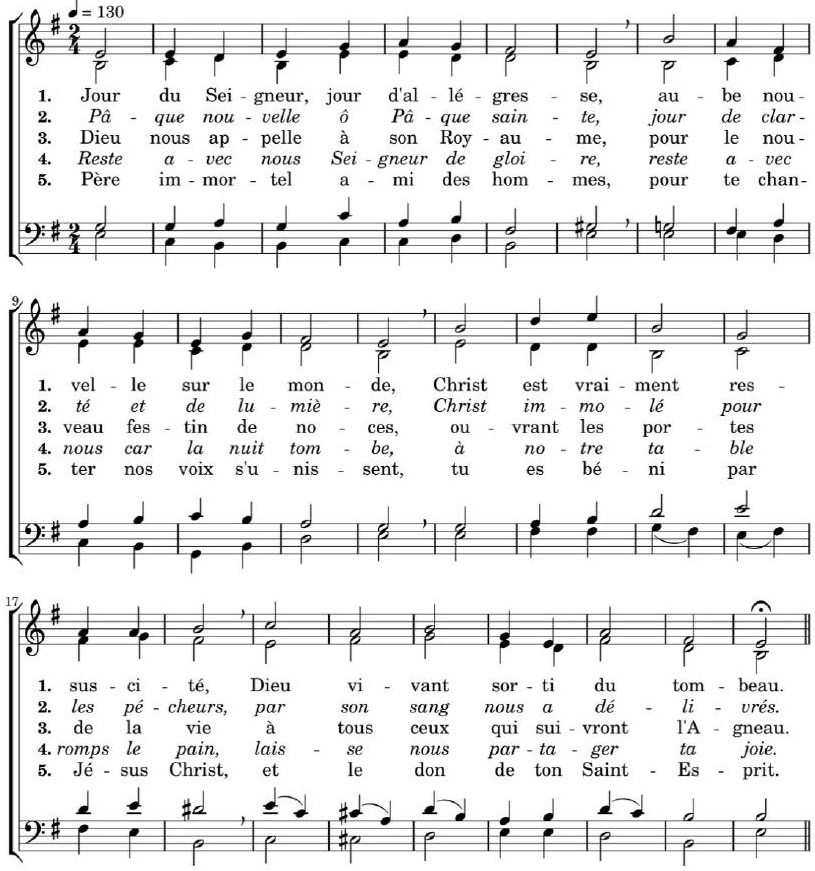 ♩ = 130
1. Jour du Sei - gneur, jour d'al - lé - gres - se, au - be nou -
2. Pâ - que nou - velle ô Pâ - que sain - te, jour de clar -
3. Dieu nous ap - pelle à son Roy - au - me, pour le nou -
4. Reste a - vec nous Sei - gneur de gloi - re, reste a - vec
5. Père im - mor - tel a - mi des hom - mes, pour te chan -
9
1. vel - le sur le mon - de, Christ est vrai - ment res -
2. té et de lu - miè - re, Christ im - mo - lé pour
3. veau fes - tin de no - ces, ou - vrant les por - tes
4. nous car la nuit tom - be, à no - tre ta - ble
5. ter nos voix s'u - nis - sent, tu es bé - ni par
17
1. sus - ci - té, Dieu vi - vant sor - ti du tom - beau.
2. les pé - cheurs, par son sang nous a dé - li - vrés.
3. de la vie à tous ceux qui sui - vront l'A - gneau.
4. romps le pain, lais - se nous par - ta - ger ta joie.
5. Jé - sus Christ, et le don de ton Saint - Es - prit.